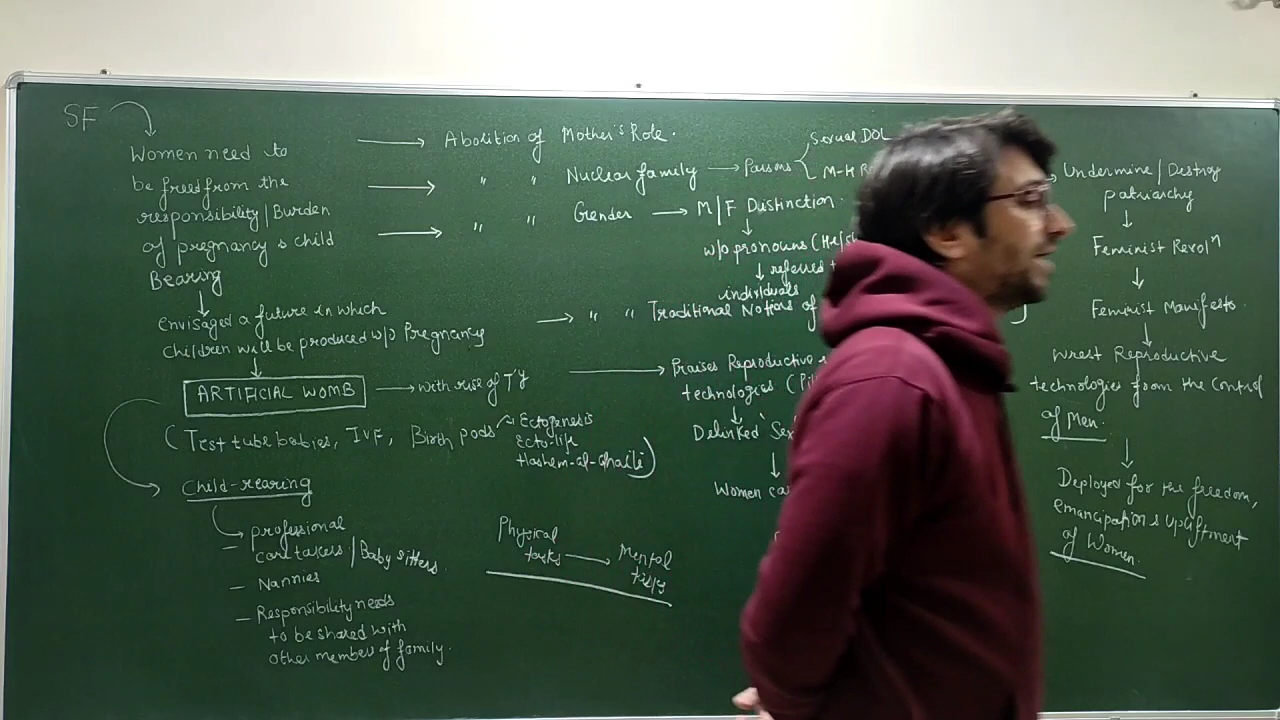 SF
Women need to
be freed from the
responsibility/Burden
of pregnancy & child
Bearing
envisaged a future in which
children will be produced w/o Pregnancy
ARTIFICIAL WOMB
with rise of T'y
(Test tube babies, IVF, Birth pods
Ectogenesis
Ecto-life
Hashem-al-ghaili)
Child-rearing
professional
- care takers/Baby sitters.
- Nannies
- Responsibility needs
to be shared with
other members of family.
Physical
tasks
Mental
tasks
Abolition of Mother's Role.
" " Nuclear family
Parsons
Sexual DOL
M-H
" " Gender
M/F Distinction.
w/o pronouns (He/sh
referred
individuals
" " Traditional Notions of
Praises Reproductive
technologies (Pil
Delinked 'Sex
Women ca
Undermine/Destroy
patriarchy
Feminist Revolⁿ
Feminist Manifesto.
Wrest Reproductive
technologies from the control
of Men.
Deployed for the freedom,
emancipation & upliftment
of Women.